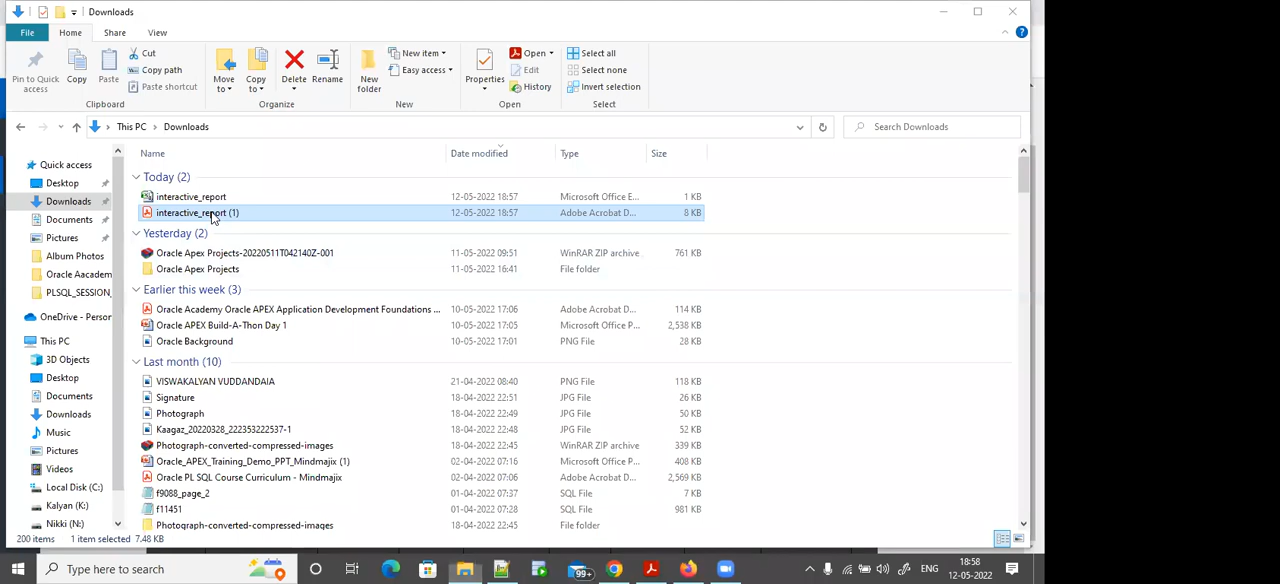 Downloads
File
Home
Share
View
Pin to Quick access
Copy
Paste
Cut
Copy path
Paste shortcut
Clipboard
Move to
Copy to
Delete
Rename
Organize
New folder
New item
Easy access
New
Properties
Open
Edit
History
Open
Select all
Select none
Invert selection
Select
This PC
Downloads
Search Downloads
Quick access
Desktop
Downloads
Documents
Pictures
Album Photos
Oracle Aacadem
PLSQL_SESSION_
OneDrive - Person
This PC
3D Objects
Desktop
Documents
Downloads
Music
Pictures
Videos
Local Disk (C:)
Kalyan (K:)
Nikki (N:)
Name Date modified Type Size
Today (2)
interactive_report 12-05-2022 18:57 Microsoft Office E... 1 KB
interactive_report (1) 12-05-2022 18:57 Adobe Acrobat D... 8 KB
Yesterday (2)
Oracle Apex Projects-20220511T042140Z-001 11-05-2022 09:51 WinRAR ZIP archive 761 KB
Oracle Apex Projects 11-05-2022 16:41 File folder
Earlier this week (3)
Oracle Academy Oracle APEX Application Development Foundations ... 10-05-2022 17:06 Adobe Acrobat D... 114 KB
Oracle APEX Build-A-Thon Day 1 10-05-2022 17:05 Microsoft Office P... 2,538 KB
Oracle Background 10-05-2022 17:01 PNG File 28 KB
Last month (10)
VISWAKALYAN VUDDANDAIA 21-04-2022 08:40 PNG File 118 KB
Signature 18-04-2022 22:51 JPG File 26 KB
Photograph 18-04-2022 22:49 JPG File 50 KB
Kaagaz_20220328_222353222537-1 18-04-2022 22:48 JPG File 52 KB
Photograph-converted-compressed-images 18-04-2022 22:45 WinRAR ZIP archive 339 KB
Oracle_APEX_Training_Demo_PPT_Mindmajix (1) 02-04-2022 07:16 Microsoft Office P... 408 KB
Oracle PL SQL Course Curriculum - Mindmajix 02-04-2022 07:06 Adobe Acrobat D... 2,569 KB
f9088_page_2 01-04-2022 07:37 SQL File 7 KB
f11451 01-04-2022 07:28 SQL File 981 KB
Photograph-converted-compressed-images 18-04-2022 22:45 File folder
200 items 1 item selected 7.48 KB
Type here to search
99+
ENG
18:58
12-05-2022